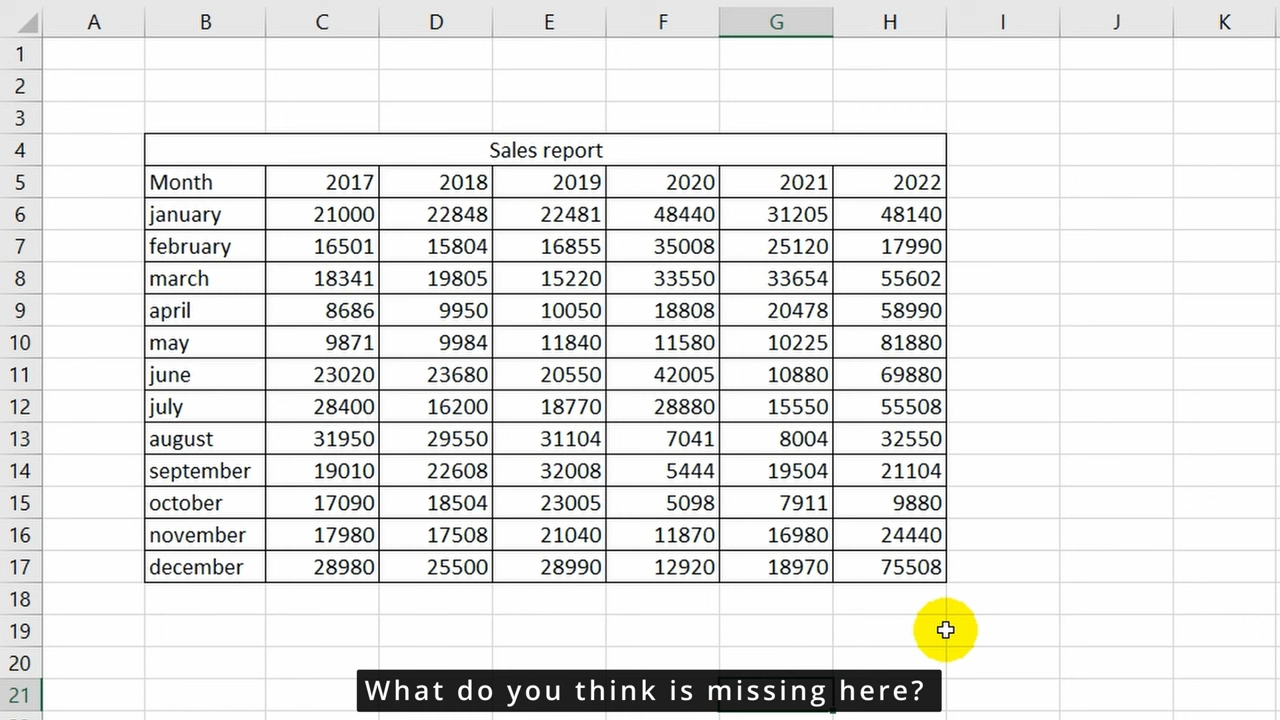 A B C D E F G H I J K
1
2
3
4 Sales report
5 Month 2017 2018 2019 2020 2021 2022
6 january 21000 22848 22481 48440 31205 48140
7 february 16501 15804 16855 35008 25120 17990
8 march 18341 19805 15220 33550 33654 55602
9 april 8686 9950 10050 18808 20478 58990
10 may 9871 9984 11840 11580 10225 81880
11 june 23020 23680 20550 42005 10880 69880
12 july 28400 16200 18770 28880 15550 55508
13 august 31950 29550 31104 7041 8004 32550
14 september 19010 22608 32008 5444 19504 21104
15 october 17090 18504 23005 5098 7911 9880
16 november 17980 17508 21040 11870 16980 24440
17 december 28980 25500 28990 12920 18970 75508
18
19
20
21 What do you think is missing here?